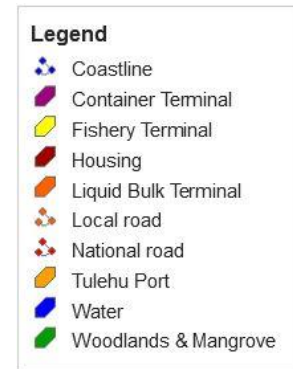 Legend
Coastline
Container Terminal
Fishery Terminal
Housing
Liquid Bulk Terminal
Local road
National road
Tulehu Port
Water
Woodlands & Mangrove